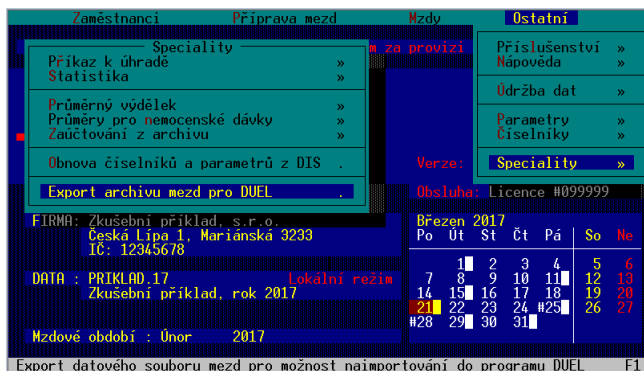 Zaměstnanci Příprava mezd Mzdy Ostatní
Speciality
m za provizi
Příkaz k úhradě »
Statistika »
Průměrný výdělek »
Průměry pro nemocenské dávky »
Zaúčtování z archivu »
Obnova číselníků a parametrů z DIS .
Export archivu mezd pro DUEL .
Příslušenství »
Nápověda »
Údržba dat »
Parametry »
Číselníky »
Speciality »
Verze:
Obsluha: Licence #099999
FIRMA: Zkušební příklad, s.r.o.
Česká Lípa 1, Mariánská 3233
IČ: 12345678
DATA : PRIKLAD.17 Lokální režim
Zkušební příklad, rok 2017
Mzdové období : Únor 2017
Březen 2017
Po Út St Čt Pá So Ne
1 2 3 4 5 6
7 8 9 10 11 12 13
14 15 16 17 18 19 20
21 22 23 24 #25 26 27
#28 29 30 31
Export datového souboru mezd pro možnost naimportování do programu DUEL F1